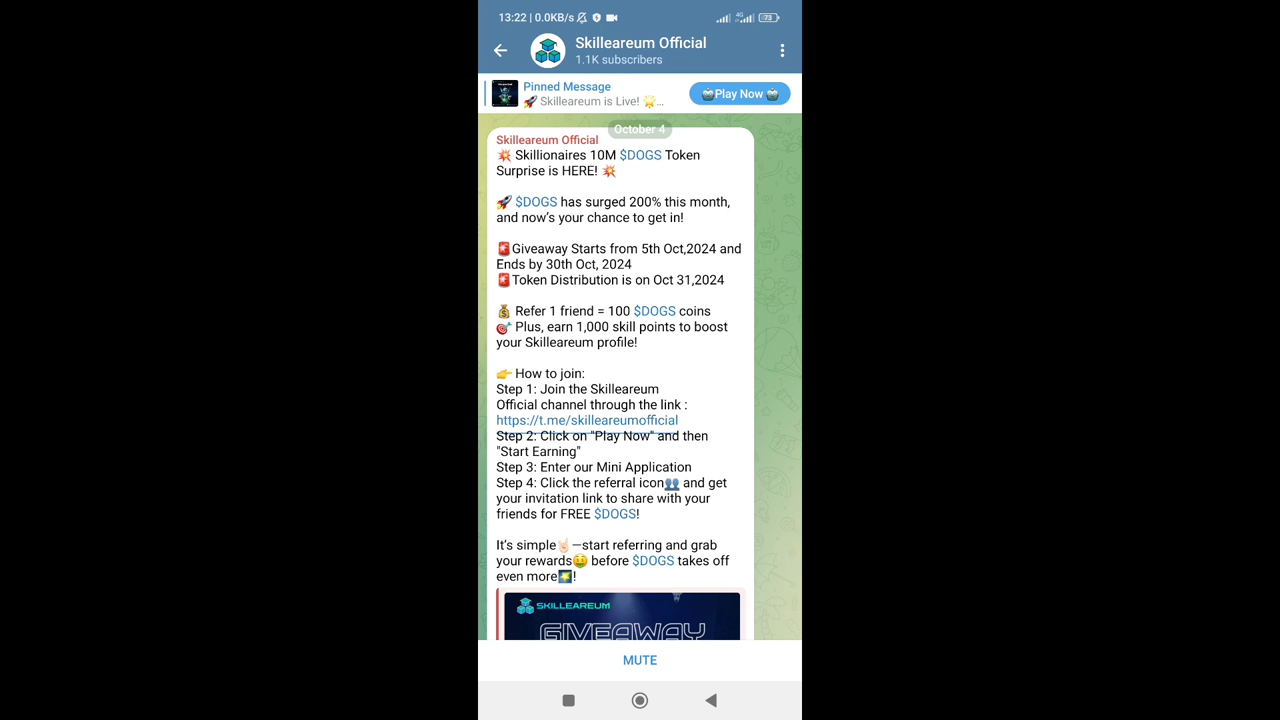 13:22 | 0.0KB/s
4G
73
Skilleareum Official
1.1K subscribers
Pinned Message
🚀 Skilleareum is Live! 🌟...
Play Now
October 4
Skilleareum Official
💥 Skillionaires 10M $DOGS Token
Surprise is HERE! 💥
🚀 $DOGS has surged 200% this month,
and now's your chance to get in!
🚨Giveaway Starts from 5th Oct,2024 and
Ends by 30th Oct, 2024
🚨Token Distribution is on Oct 31,2024
💰 Refer 1 friend = 100 $DOGS coins
🎯 Plus, earn 1,000 skill points to boost
your Skilleareum profile!
👉 How to join:
Step 1: Join the Skilleareum
Official channel through the link :
https://t.me/skilleareumofficial
Step 2: Click on "Play Now" and then
"Start Earning"
Step 3: Enter our Mini Application
Step 4: Click the referral icon👥 and get
your invitation link to share with your
friends for FREE $DOGS!
It's simple🤘🏻—start referring and grab
your rewards🤑 before $DOGS takes off
even more🌠!
SKILLEAREUM
GIVEAWAY
MUTE